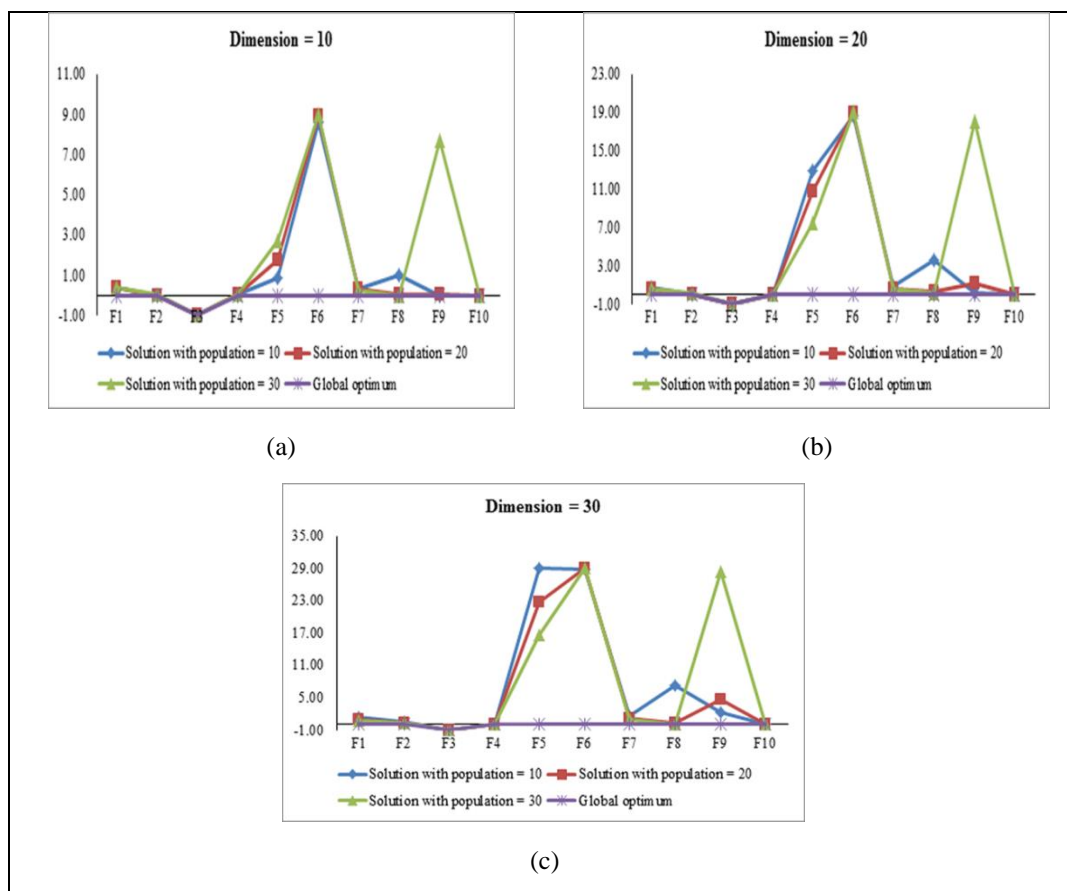 Dimension = 10
11.00
9.00
7.00
5.00
3.00
1.00
-1.00
F1 F2 F3 F4 F5 F6 F7 F8 F9 F10
Solution with population = 10 Solution with population = 20
Solution with population = 30 Global optimum
(a)
Dimension = 20
23.00
19.00
15.00
11.00
7.00
3.00
-1.00
F1 F2 F3 F4 F5 F6 F7 F8 F9 F10
Solution with population = 10 Solution with population = 20
Solution with population = 30 Global optimum
(b)
Dimension = 30
35.00
29.00
23.00
17.00
11.00
5.00
-1.00
F1 F2 F3 F4 F5 F6 F7 F8 F9 F10
Solution with population = 10 Solution with population = 20
Solution with population = 30 Global optimum
(c)